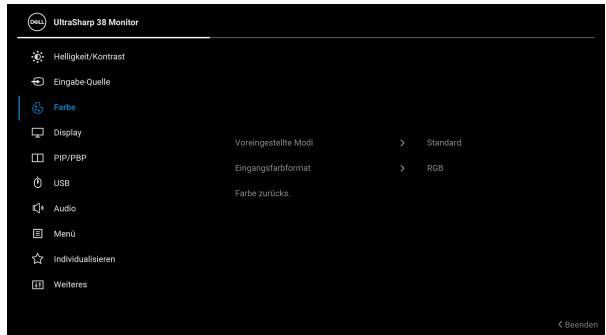 DELL UltraSharp 38 Monitor
Helligkeit/Kontrast
Eingabe-Quelle
Farbe
Display
PIP/PBP
USB
Audio
Menü
Individualisieren
Weiteres
Voreingestellte Modi > Standard
Eingangsfarbformat > RGB
Farbe zurücks.
< Beenden